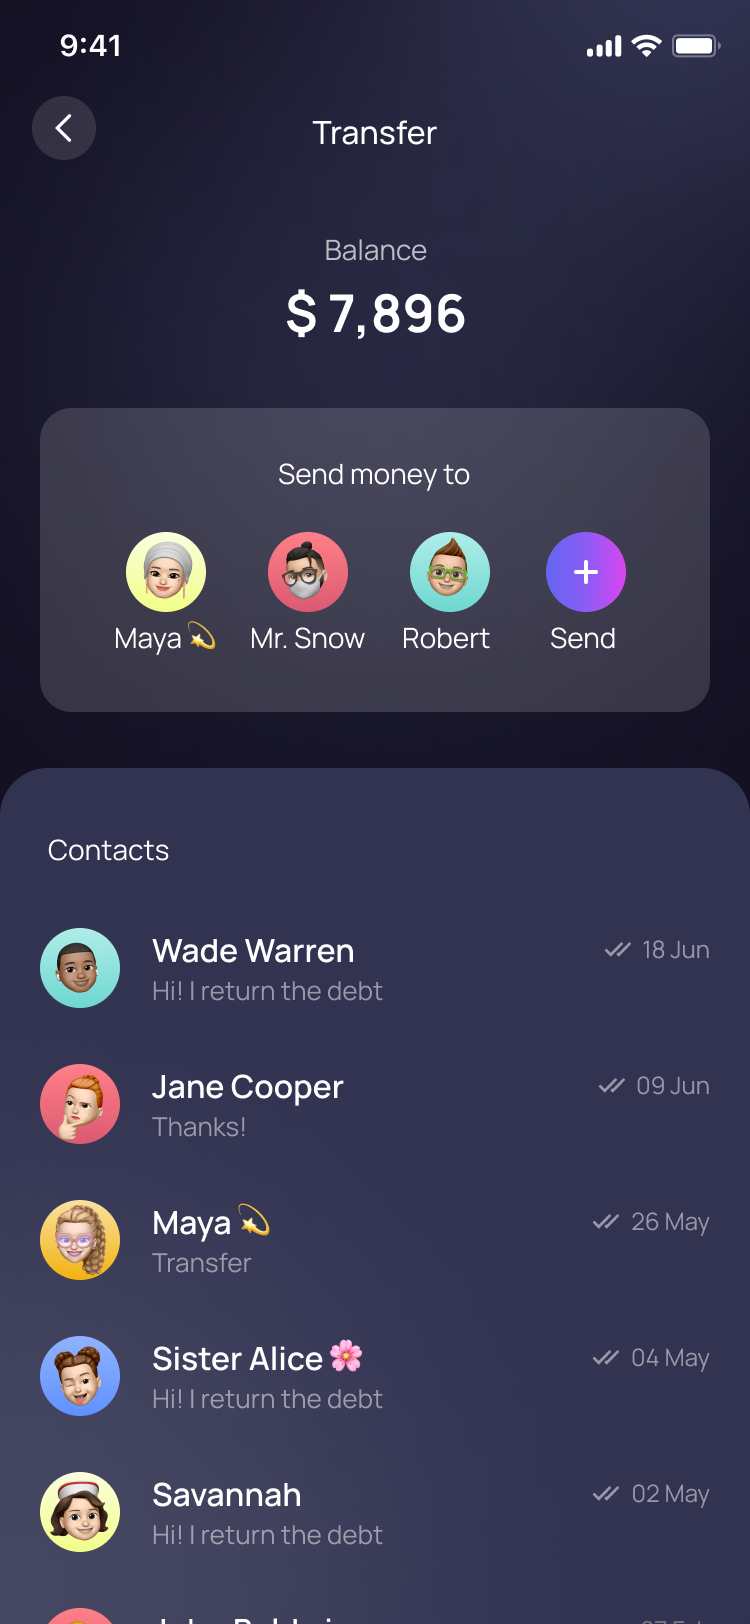 9:41
Transfer
Balance
$ 7,896
Send money to
Maya 💫 Mr. Snow Robert Send
Contacts
Wade Warren 18 Jun
Hi! I return the debt
Jane Cooper 09 Jun
Thanks!
Maya 💫 26 May
Transfer
Sister Alice 🌸 04 May
Hi! I return the debt
Savannah 02 May
Hi! I return the debt